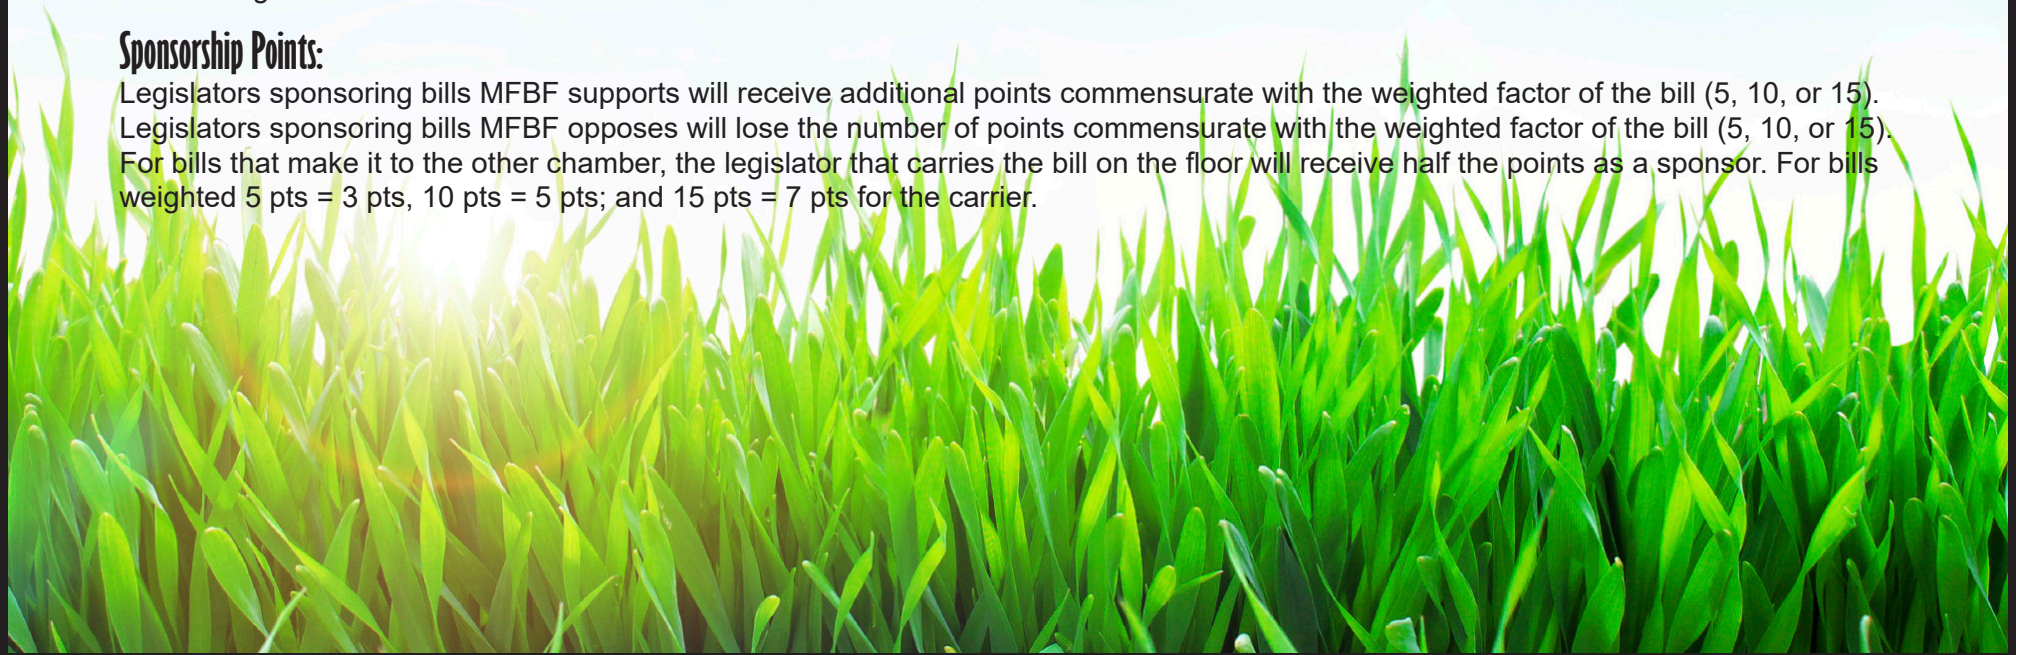 Sponsorship Points:
Legislators sponsoring bills MFBF supports will receive additional points commensurate with the weighted factor of the bill (5, 10, or 15).
Legislators sponsoring bills MFBF opposes will lose the number of points commensurate with the weighted factor of the bill (5, 10, or 15).
For bills that make it to the other chamber, the legislator that carries the bill on the floor will receive half the points as a sponsor. For bills
weighted 5 pts = 3 pts, 10 pts = 5 pts; and 15 pts = 7 pts for the carrier.